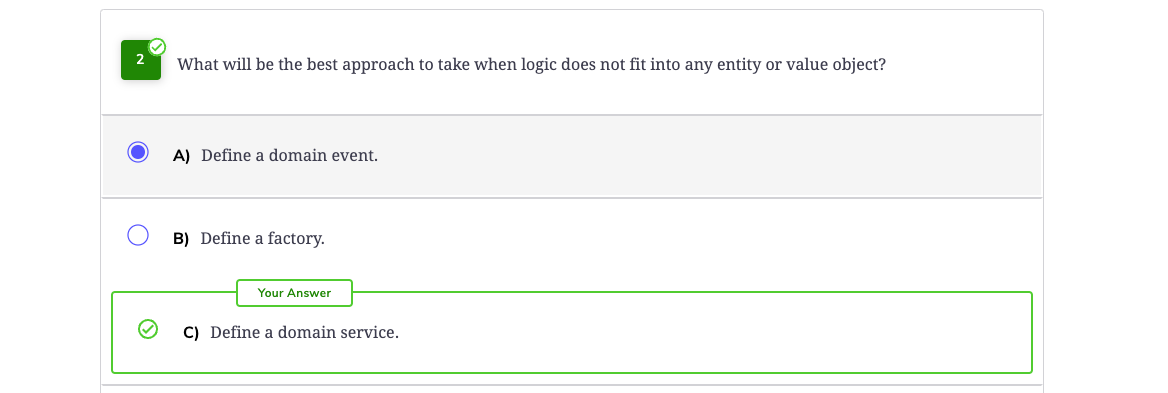 2 What will be the best approach to take when logic does not fit into any entity or value object?
A) Define a domain event.
B) Define a factory.
Your Answer
C) Define a domain service.